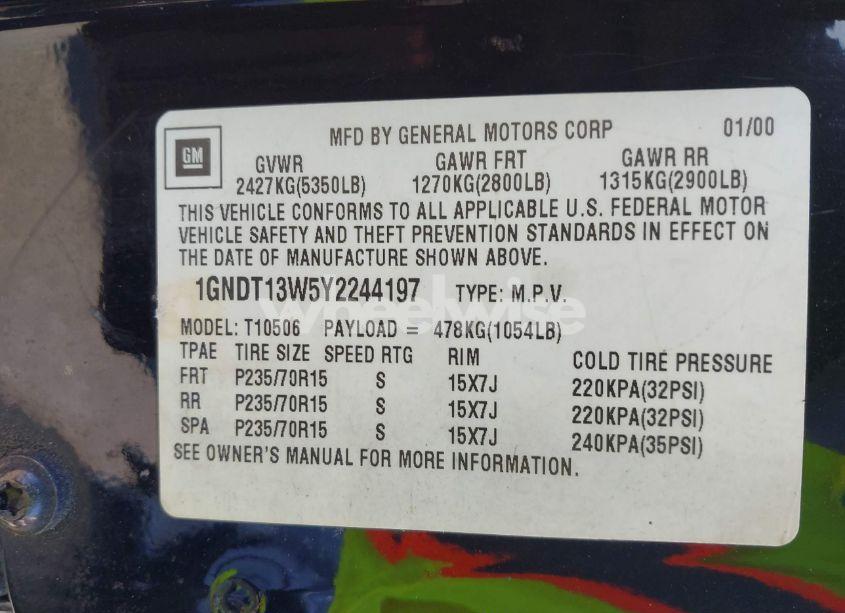 GM
MFD BY GENERAL MOTORS CORP 01/00
GVWR GAWR FRT GAWR RR
2427KG(5350LB) 1270KG(2800LB) 1315KG(2900LB)
THIS VEHICLE CONFORMS TO ALL APPLICABLE U.S. FEDERAL MOTOR
VEHICLE SAFETY AND THEFT PREVENTION STANDARDS IN EFFECT ON
THE DATE OF MANUFACTURE SHOWN ABOVE.
1GNDT13W5Y2244197 TYPE: M.P.V.
wheelwise
MODEL: T10506 PAYLOAD = 478KG(1054LB)
TPAE TIRE SIZE SPEED RTG RIM COLD TIRE PRESSURE
FRT P235/70R15 S 15X7J 220KPA(32PSI)
RR P235/70R15 S 15X7J 220KPA(32PSI)
SPA P235/70R15 S 15X7J 240KPA(35PSI)
SEE OWNER'S MANUAL FOR MORE INFORMATION.